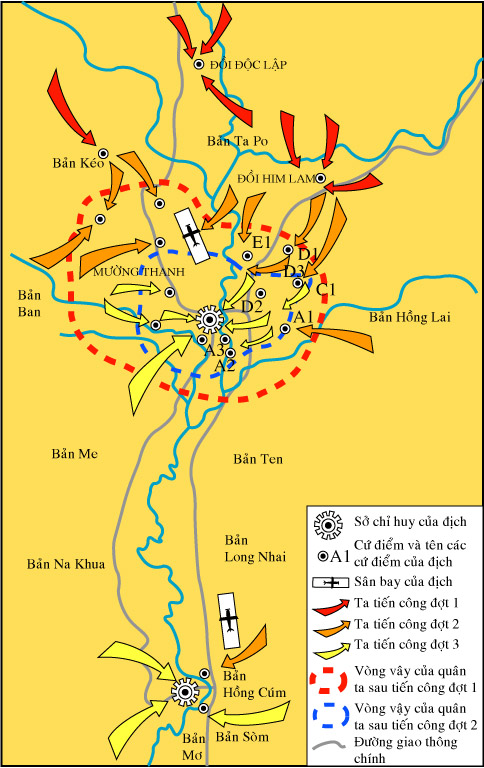 ĐỒI ĐỘC LẬP
Bản Ta Po
Bản Kéo
ĐỒI HIM LAM
E1
D1
MƯỜNG THANH
D3
C1
Bản
Ban
D2
A1
Bản Hồng Lai
A3
A2
Bản Me
Bản Ten
Bản
Long Nhai
Bản Na Khua
Bản
Hồng Cúm
Bản Sòm
Bản
Mơ
Sở chỉ huy của địch
A1
Cứ điểm và tên các
cứ điểm của địch
Sân bay của địch
Ta tiến công đợt 1
Ta tiến công đợt 2
Ta tiến công đợt 3
Vòng vây của quân
ta sau tiến công đợt 1
Vòng vây của quân
ta sau tiến công đợt 2
Đường giao thông
chính